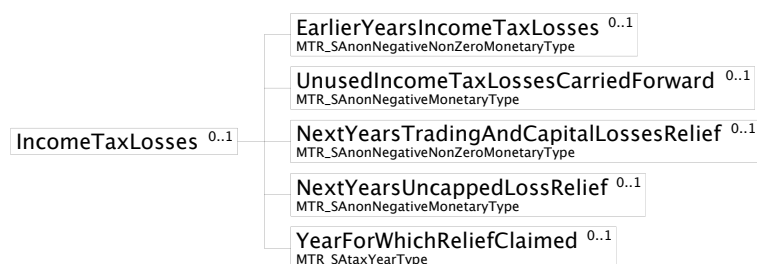 EarlierYearsIncomeTaxLosses 0..1
MTR_SAnonNegativeNonZeroMonetaryType
UnusedIncomeTaxLossesCarriedForward 0..1
MTR_SAnonNegativeMonetaryType
IncomeTaxLosses 0..1
NextYearsTradingAndCapitalLossesRelief 0..1
MTR_SAnonNegativeNonZeroMonetaryType
NextYearsUncappedLossRelief 0..1
MTR_SAnonNegativeMonetaryType
YearForWhichReliefClaimed 0..1
MTR_SAtaxYearType